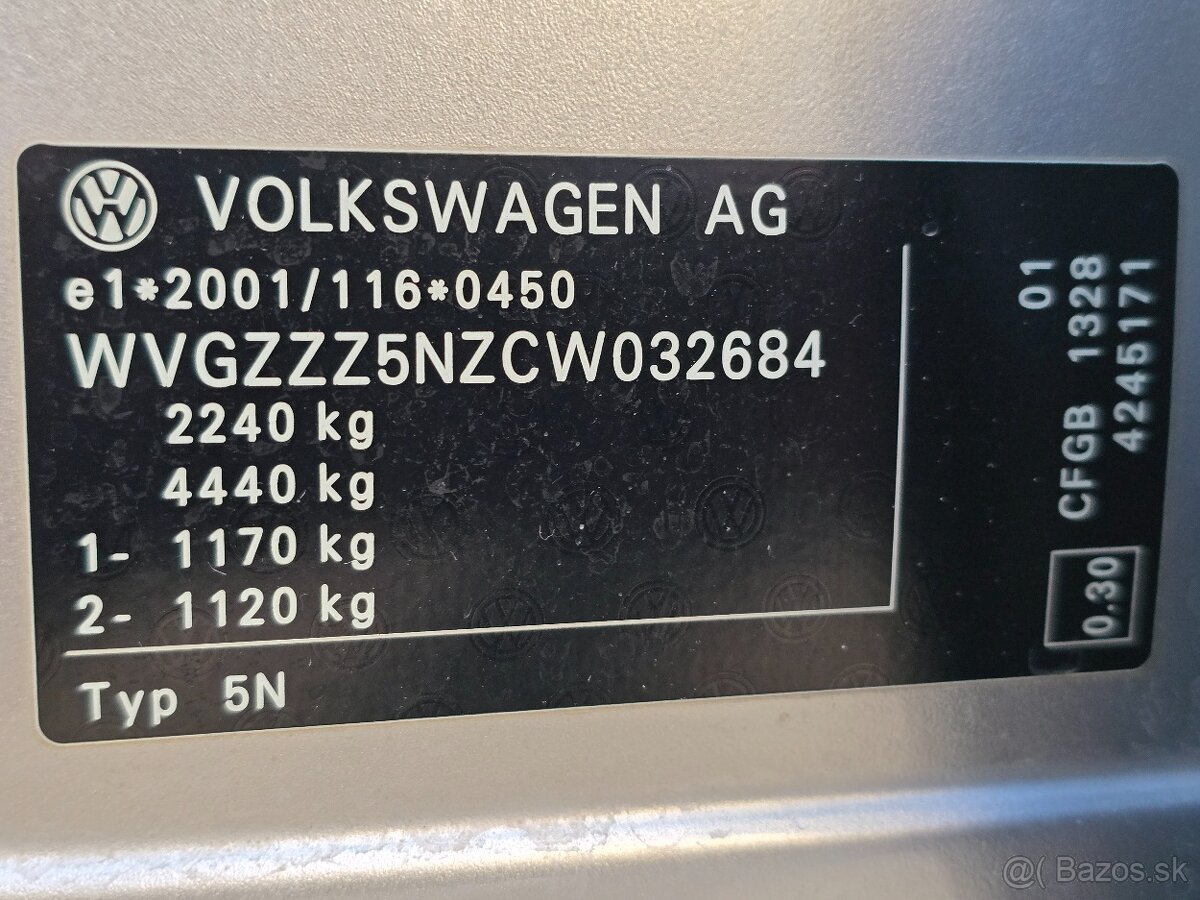 VOLKSWAGEN AG
e1*2001/116*0450
WVGZZZ5NZCW032684
2240 kg
4440 kg
1- 1170 kg
2- 1120 kg
Typ 5N
01
CFGB 1328
4245171
0.30
@( Bazos.sk